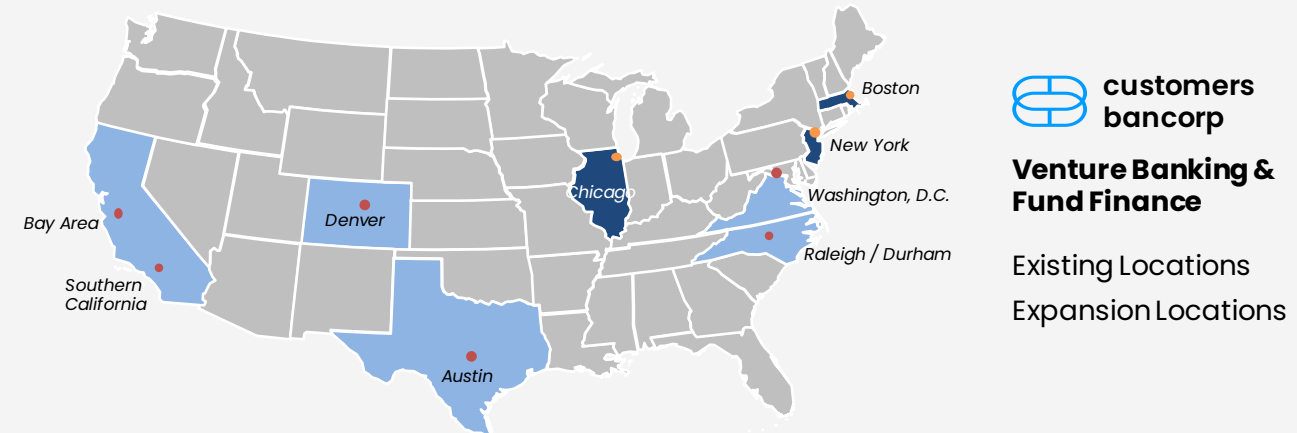 Boston
New York
Chicago
Washington, D.C.
Denver
Bay Area
Raleigh / Durham
Southern
California
Austin
customers
bancorp
Venture Banking &
Fund Finance
Existing Locations
Expansion Locations